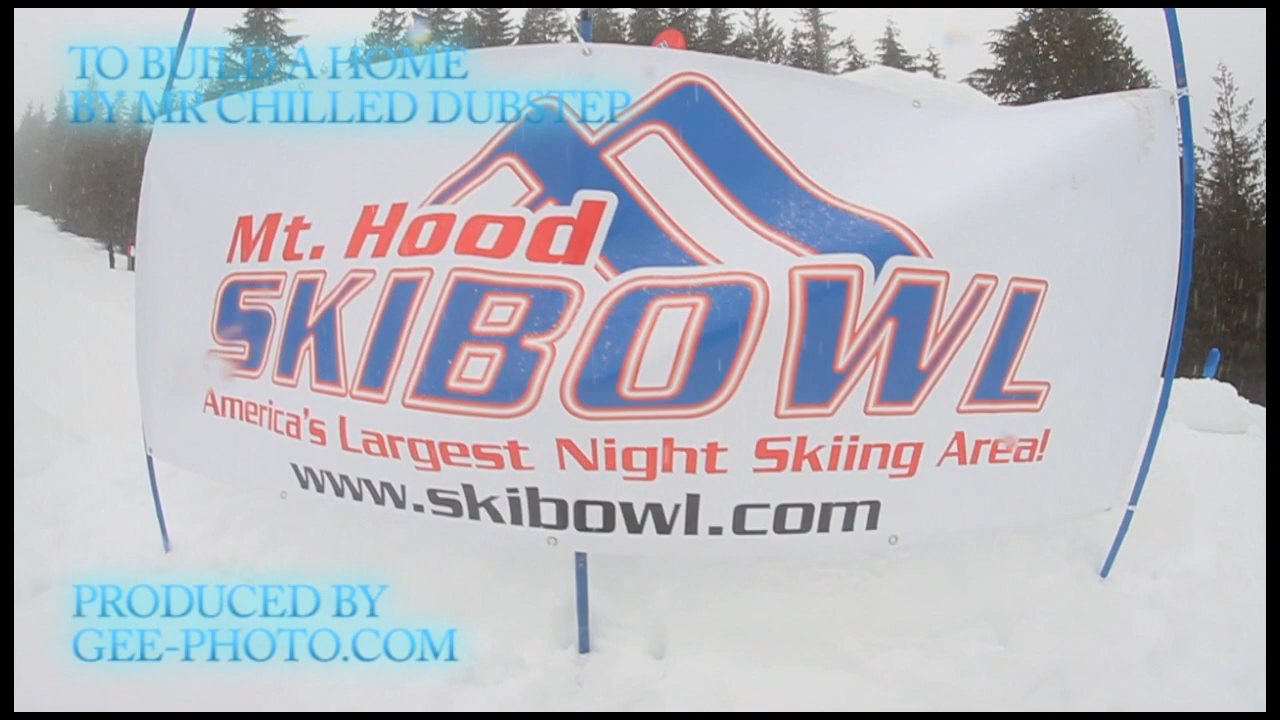 TO BUILD A HOME
BY MR CHILLED DUBSTEP
Mt. Hood
SKIBOWL
America's Largest Night Skiing Area!
www.skibowl.com
PRODUCED BY
GEE-PHOTO.COM